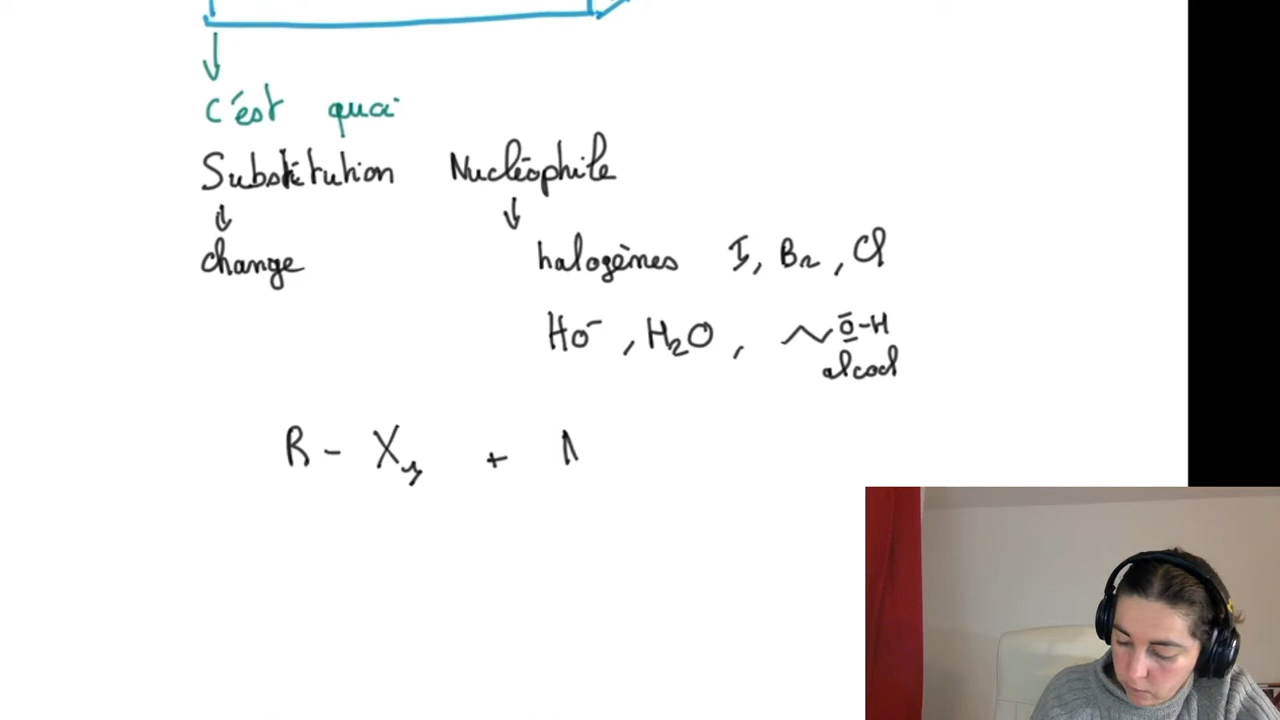 C'est quoi
Substitution Nucléophile
change
halogènes I, Br, Cl
HO⁻, H₂O, O-H
alcool
R - X +